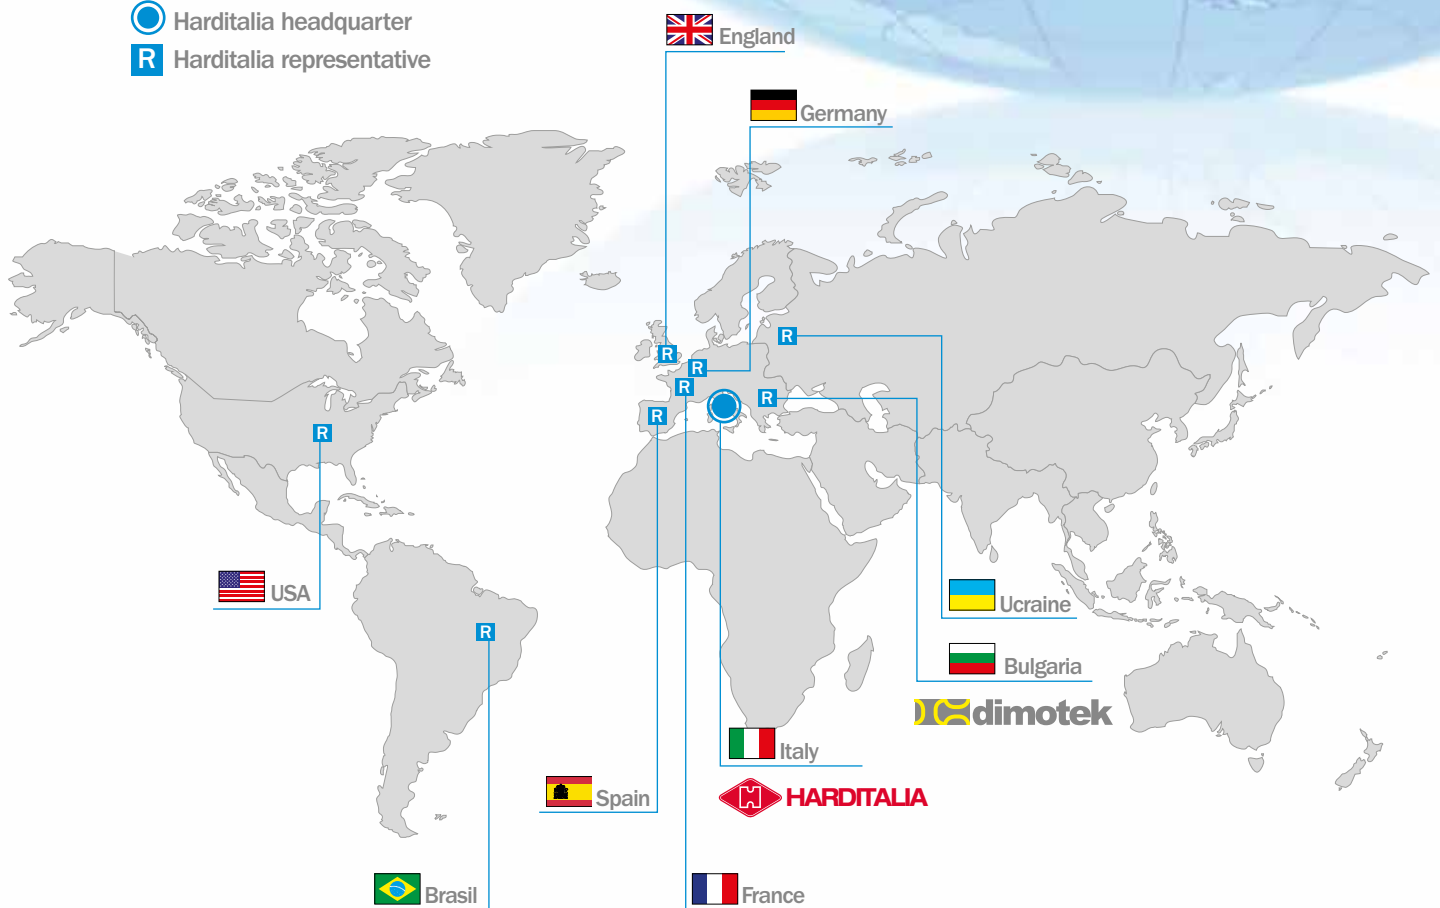 Harditalia headquarter
R Harditalia representative
England
Germany
R
R
R
R
R
R
R
USA
Ucraine
R
Bulgaria
dimotek
Italy
Spain
HARDITALIA
Brasil
France